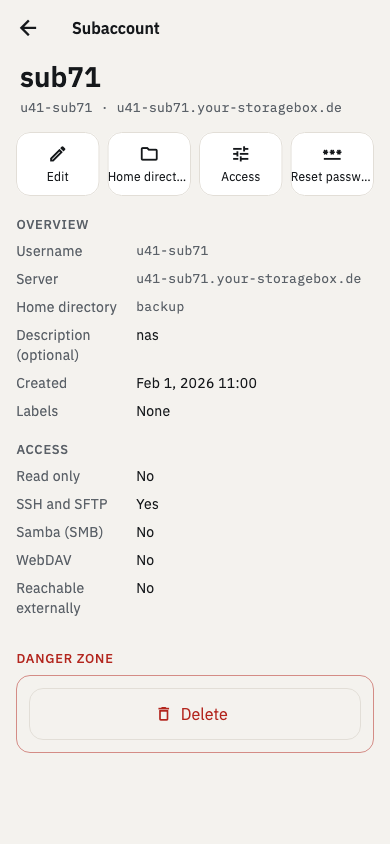 Subaccount
sub71
u41-sub71 · u41-sub71.your-storagebox.de
Edit
Home direct...
Access
Reset passw...
OVERVIEW
Username u41-sub71
Server u41-sub71.your-storagebox.de
Home directory backup
Description (optional) nas
Created Feb 1, 2026 11:00
Labels None
ACCESS
Read only No
SSH and SFTP Yes
Samba (SMB) No
WebDAV No
Reachable externally No
DANGER ZONE
Delete